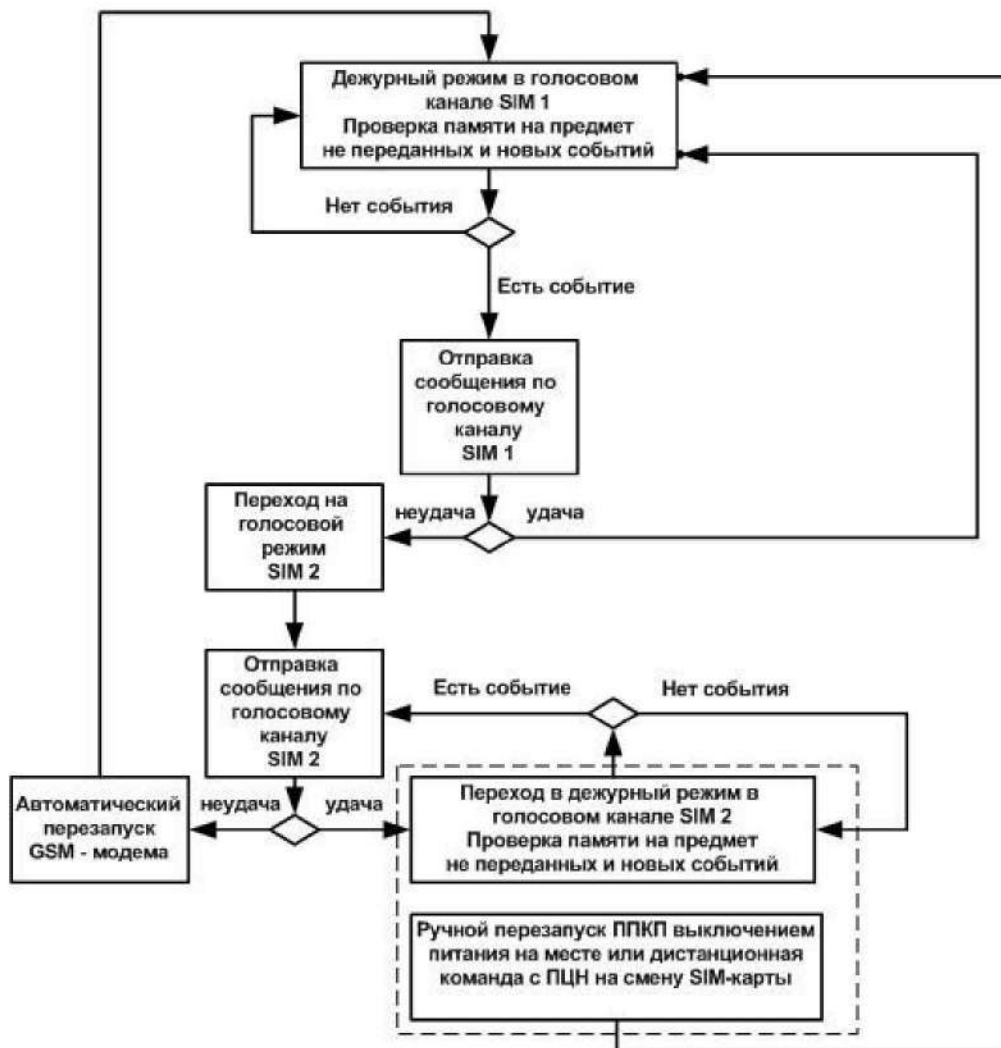 Дежурный режим в голосовом
канале SIM 1
Проверка памяти на предмет
не переданных и новых событий
Нет события
Есть событие
Отправка
сообщения по
голосовому
каналу
SIM 1
неудача
удача
Переход на
голосовой
режим
SIM 2
Отправка
сообщения по
голосовому
каналу
SIM 2
Есть событие
Нет события
неудача
удача
Автоматический
перезапуск
GSM - модема
Переход в дежурный режим в
голосовом канале SIM 2
Проверка памяти на предмет
не переданных и новых событий
Ручной перезапуск ППКП выключением
питания на месте или дистанционная
команда с ПЦН на смену SIM-карты